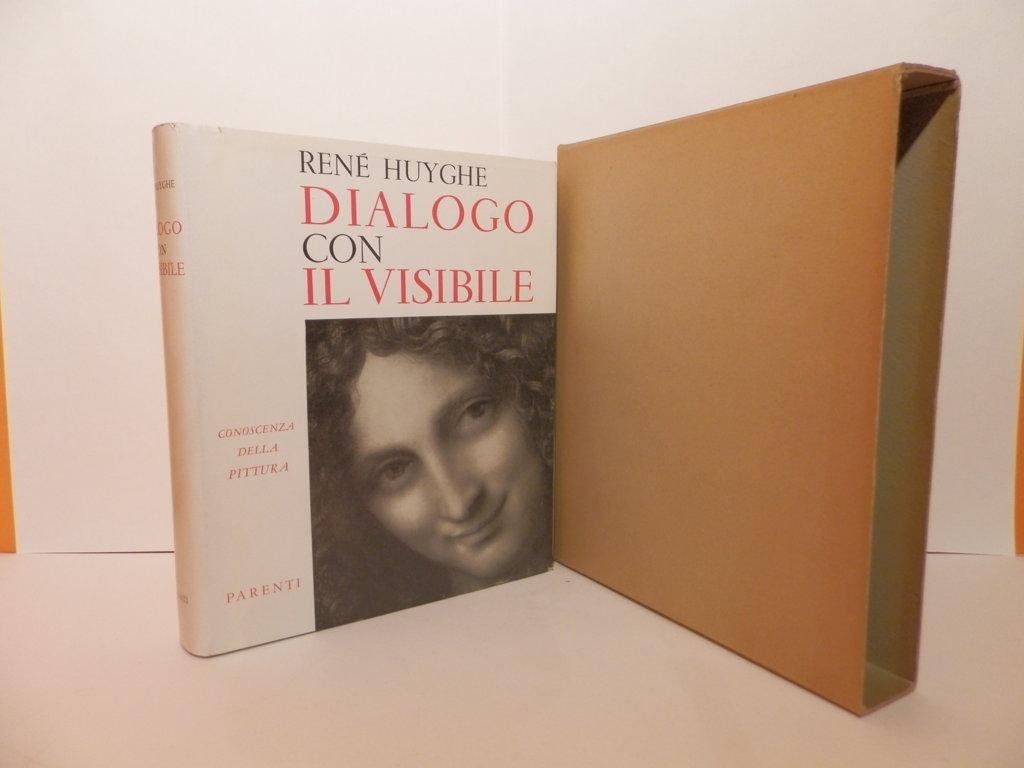 RENÉ HUYGHE
DIALOGO
CON
IL VISIBILE
CONOSCENZA
DELLA
PITTURA
PARENTI